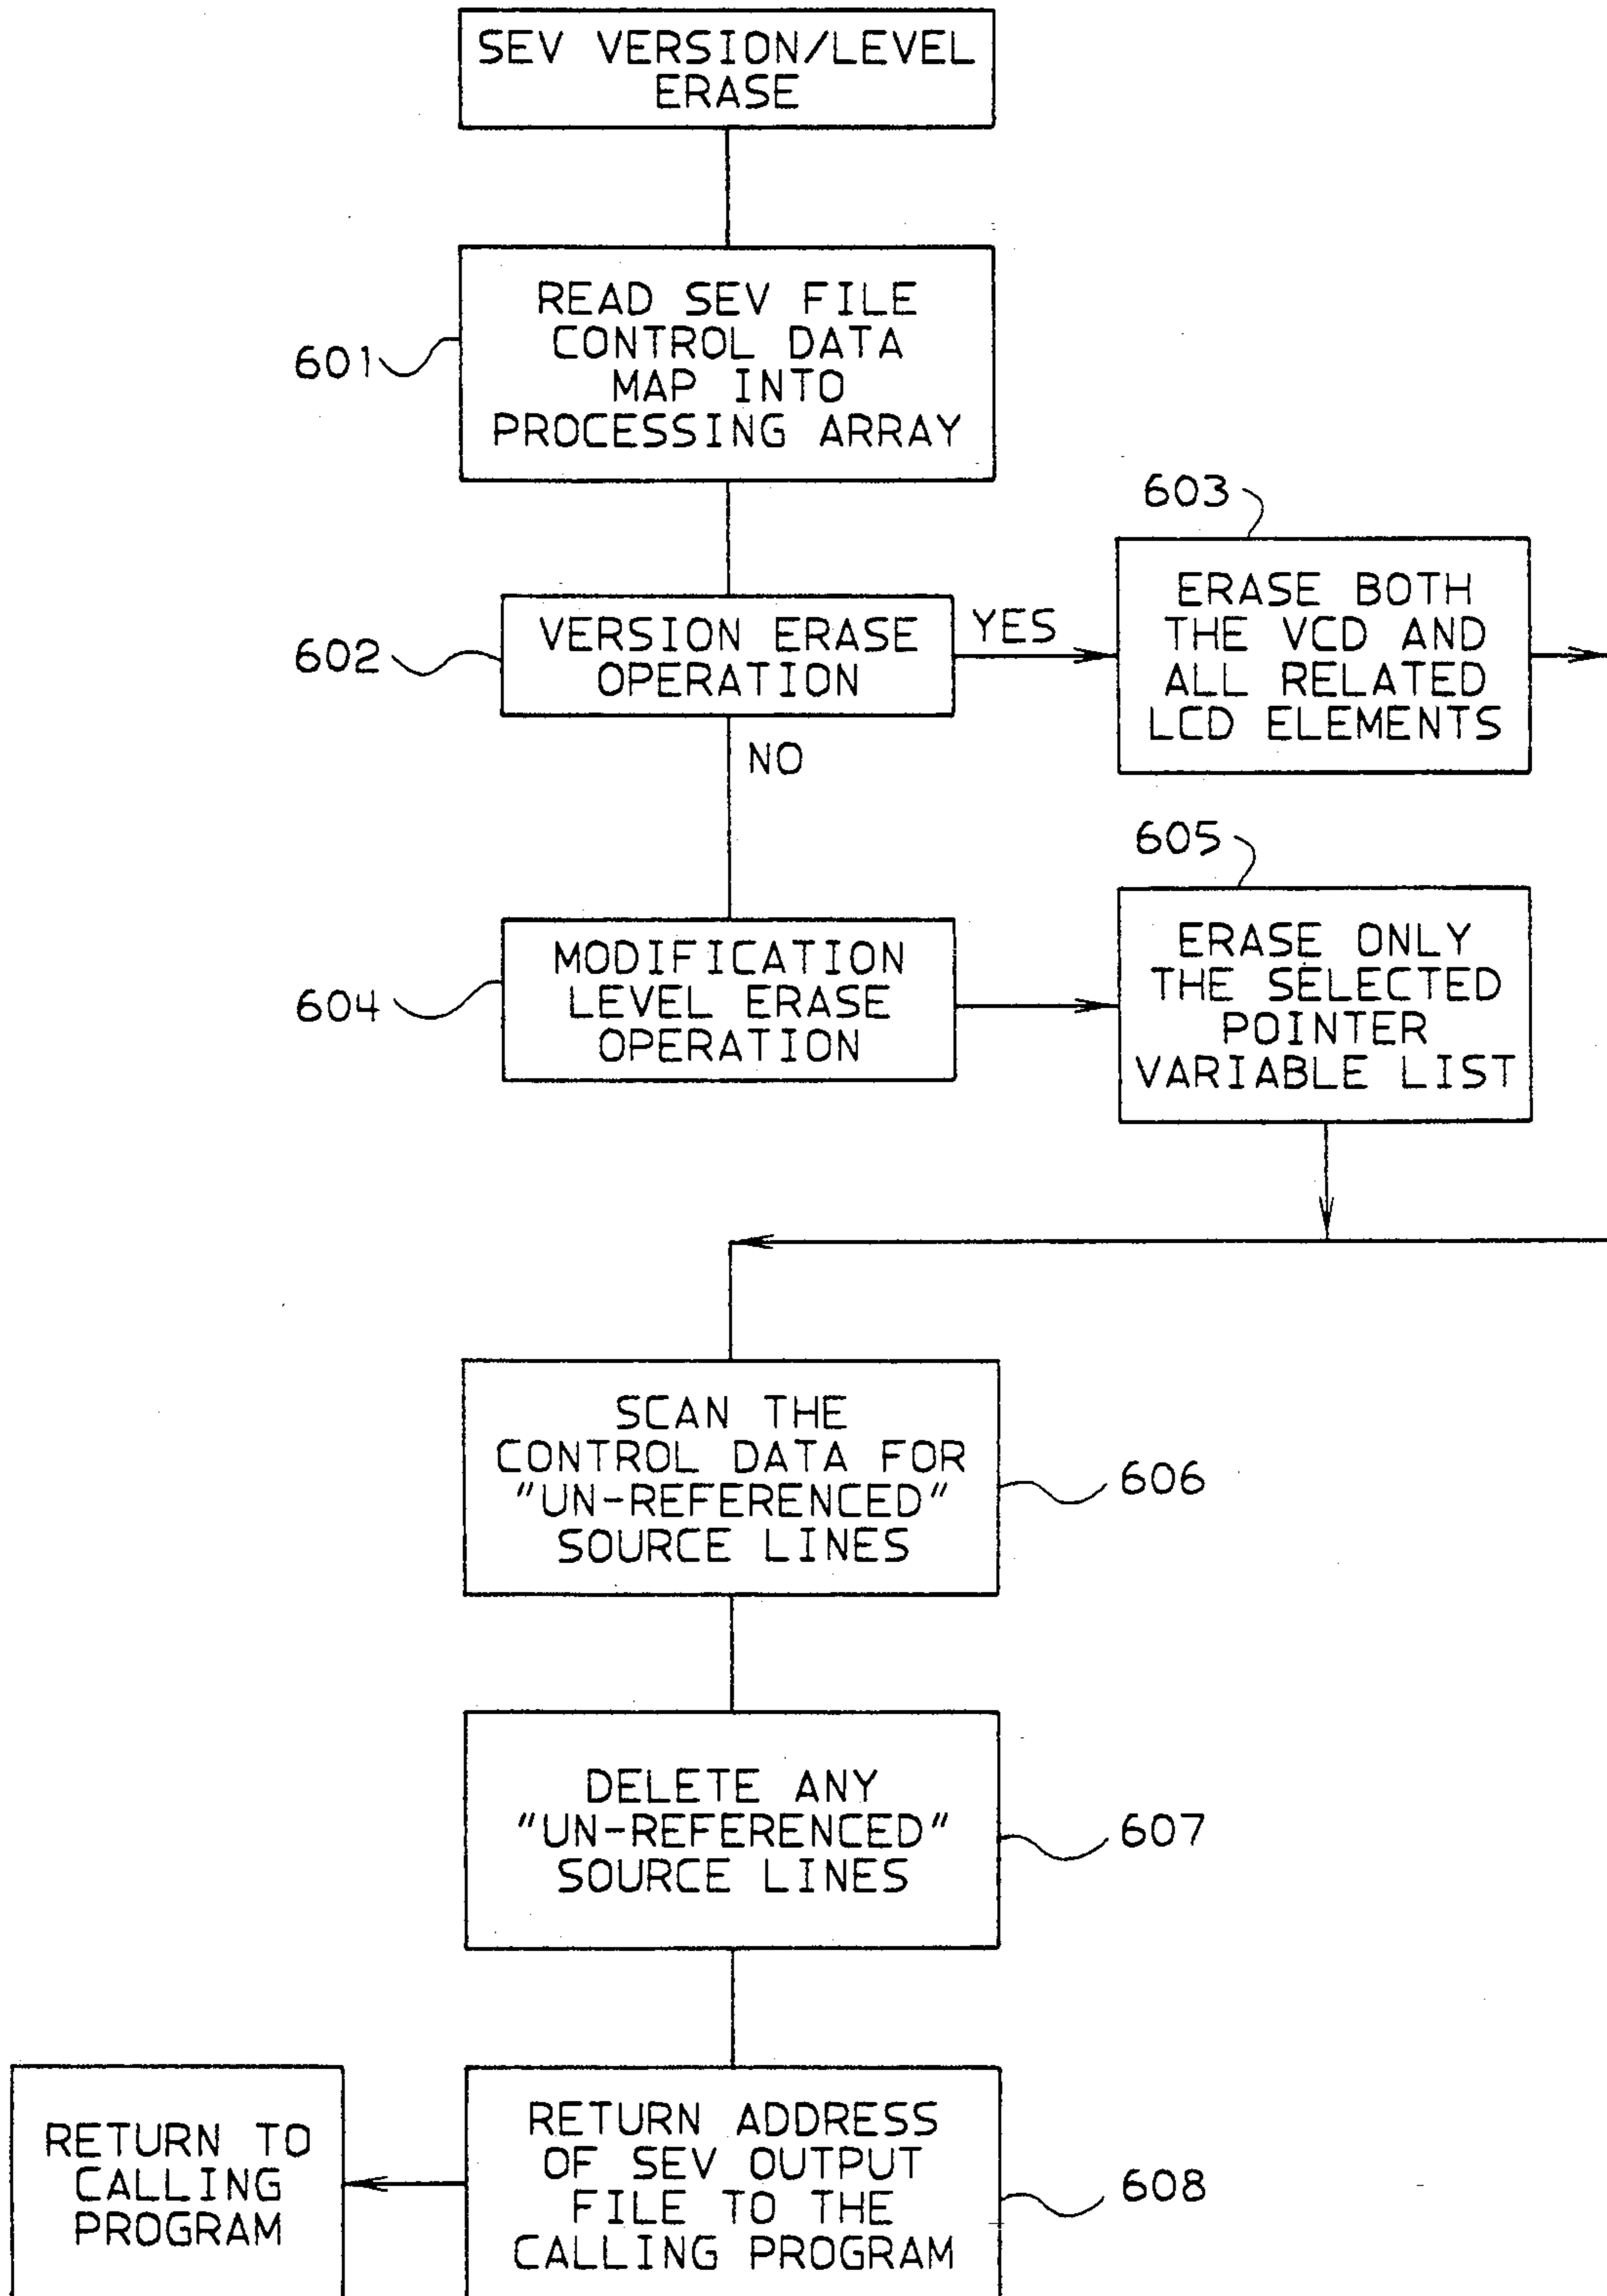 SEV VERSION/LEVEL
ERASE
601
READ SEV FILE
CONTROL DATA
MAP INTO
PROCESSING ARRAY
602
VERSION ERASE
OPERATION
YES
NO
603
ERASE BOTH
THE VCD AND
ALL RELATED
LCD ELEMENTS
604
MODIFICATION
LEVEL ERASE
OPERATION
605
ERASE ONLY
THE SELECTED
POINTER
VARIABLE LIST
SCAN THE
CONTROL DATA FOR
"UN-REFERENCED"
SOURCE LINES
606
DELETE ANY
"UN-REFERENCED"
SOURCE LINES
607
RETURN ADDRESS
OF SEV OUTPUT
FILE TO THE
CALLING PROGRAM
608
RETURN TO
CALLING
PROGRAM